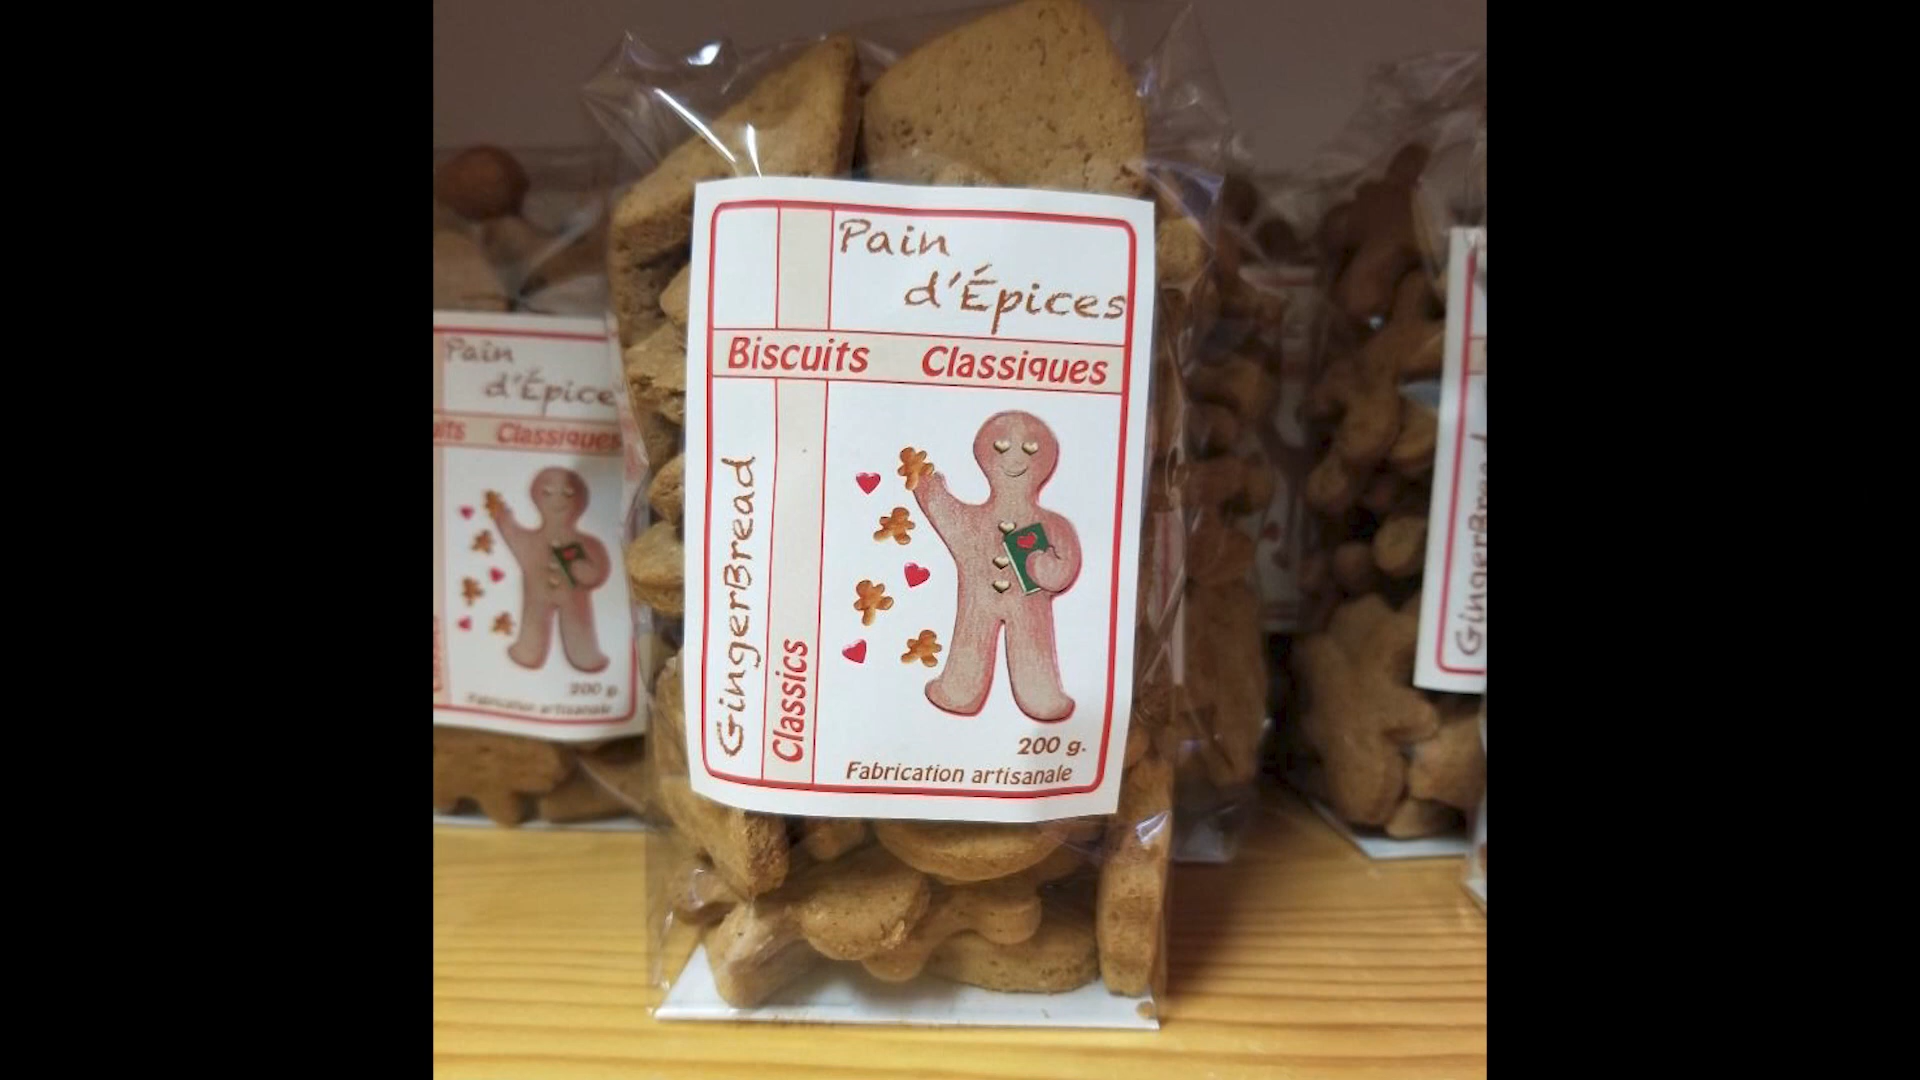 Pain
d'Épices
Biscuits Classiques
GingerBread
Classics
200 g.
Fabrication artisanale
Pain
d'Épice
Classiques
200 g.
Fabrication artisanale
GingerBread